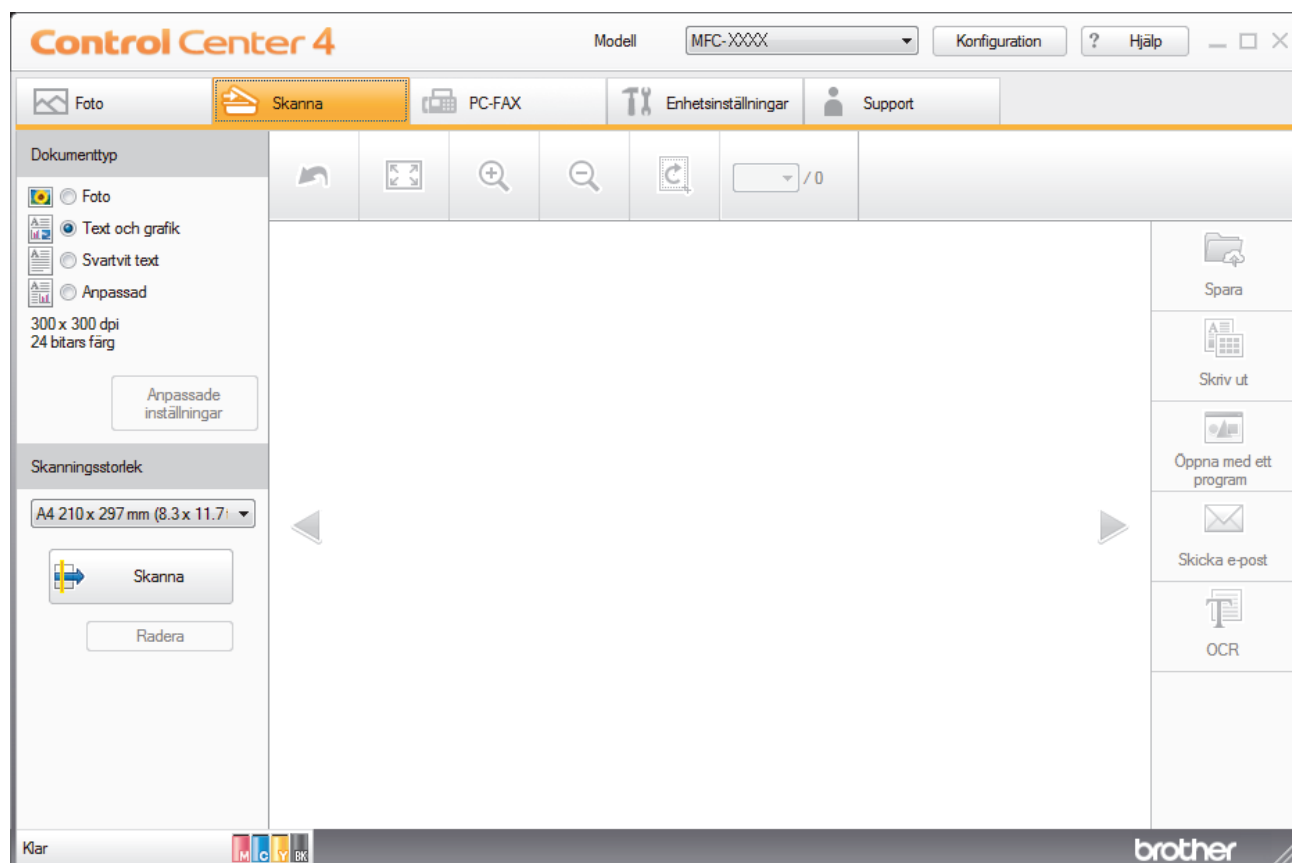 Control Center 4
Modell
MFC-XXXX
Konfiguration
? Hjälp
Foto
Skanna
PC-FAX
Enhetsinställningar
Support
Dokumenttyp
Foto
Text och grafik
Svartvit text
Anpassad
300 x 300 dpi
24 bitars färg
Anpassade
inställningar
/ 0
Skanningsstorlek
A4 210 x 297 mm (8.3 x 11.7
Skanna
Radera
Spara
Skriv ut
Öppna med ett
program
Skicka e-post
OCR
Klar
M C Y BK
brother